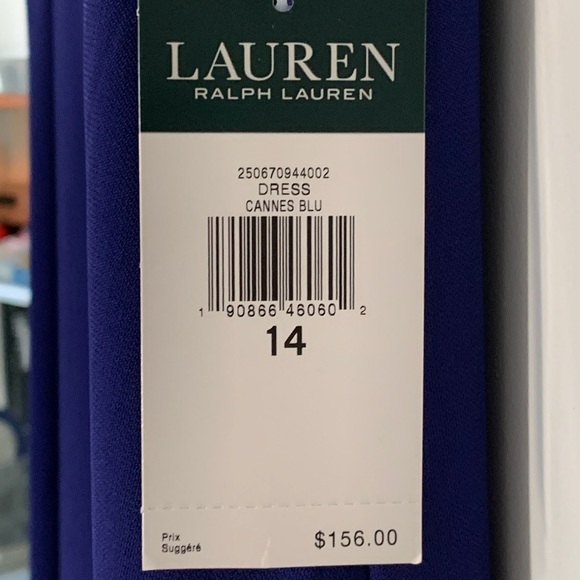 LAUREN
RALPH LAUREN
250670944002
DRESS
CANNES BLU
1 90866 46060 2
14
Prix
Suggéré
$156.00